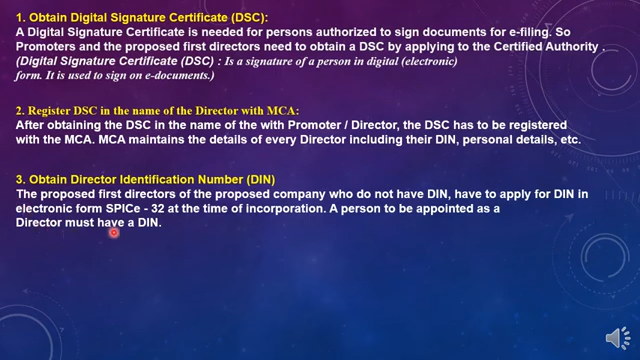 1. Obtain Digital Signature Certificate (DSC):
A Digital Signature Certificate is needed for persons authorized to sign documents for e-filing. So
Promoters and the proposed first directors need to obtain a DSC by applying to the Certified Authority .
(Digital Signature Certificate (DSC) : Is a signature of a person in digital (electronic)
form. It is used to sign on e-documents.)
2. Register DSC in the name of the Director with MCA:
After obtaining the DSC in the name of the with Promoter / Director, the DSC has to be registered
with the MCA. MCA maintains the details of every Director including their DIN, personal details, etc.
3. Obtain Director Identification Number (DIN)
The proposed first directors of the proposed company who do not have DIN, have to apply for DIN in
electronic form SPICe - 32 at the time of incorporation. A person to be appointed as a
Director must have a DIN.